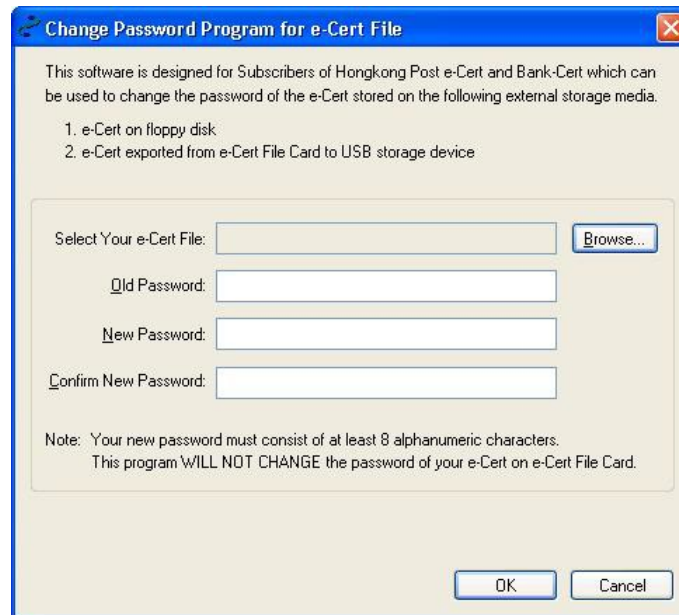 Change Password Program for e-Cert File
This software is designed for Subscribers of Hongkong Post e-Cert and Bank-Cert which can
be used to change the password of the e-Cert stored on the following external storage media.
1. e-Cert on floppy disk
2. e-Cert exported from e-Cert File Card to USB storage device
Select Your e-Cert File:
Browse...
Old Password:
New Password:
Confirm New Password:
Note: Your new password must consist of at least 8 alphanumeric characters.
This program WILL NOT CHANGE the password of your e-Cert on e-Cert File Card.
OK Cancel